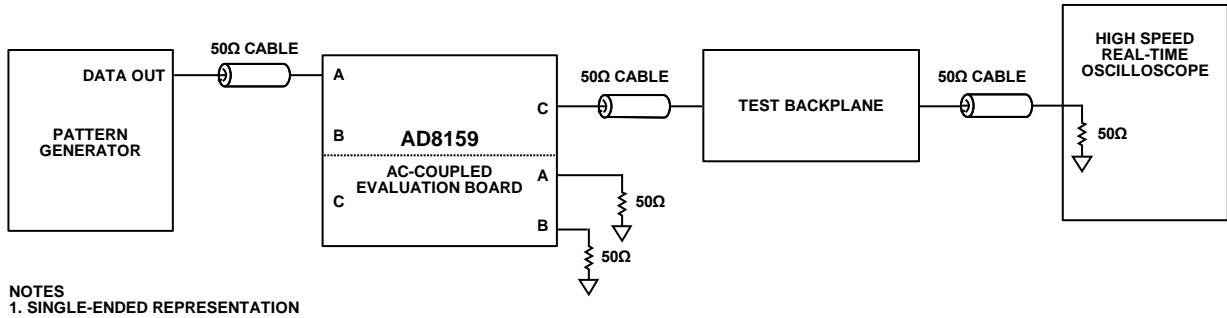 DATA OUT
PATTERN
GENERATOR
50Ω CABLE
A
B
C
AD8159
AC-COUPLED
EVALUATION BOARD
C
A
B
50Ω
50Ω
50Ω CABLE
TEST BACKPLANE
50Ω CABLE
HIGH SPEED
REAL-TIME
OSCILLOSCOPE
50Ω
NOTES
1. SINGLE-ENDED REPRESENTATION